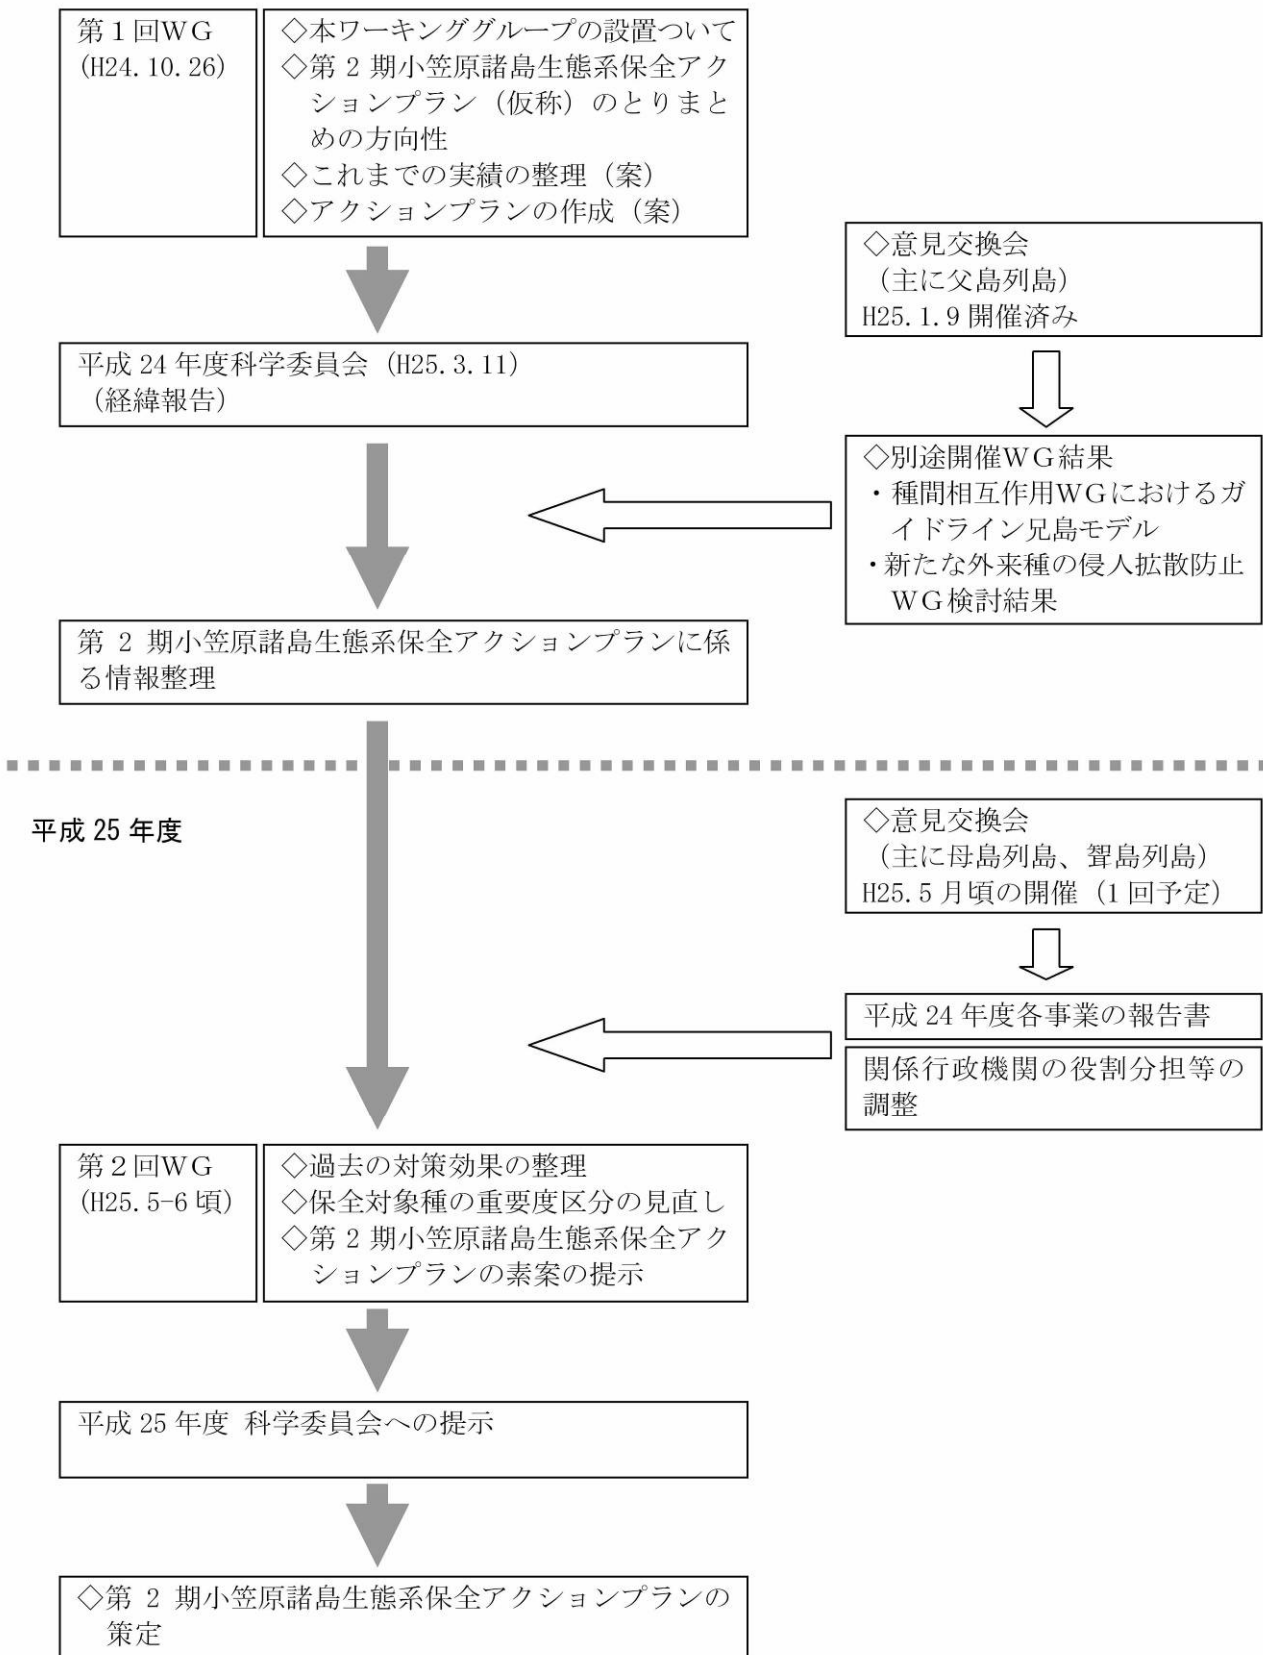 第１回ＷＧ
(H24.10.26)
◇本ワーキンググループの設置ついて
◇第 2 期小笠原諸島生態系保全アク
ションプラン（仮称）のとりまと
めの方向性
◇これまでの実績の整理（案）
◇アクションプランの作成（案）
◇意見交換会
（主に父島列島）
H25.1.9 開催済み
平成 24 年度科学委員会（H25.3.11）
（経緯報告）
◇別途開催ＷＧ結果
・種間相互作用ＷＧにおけるガ
イドライン兄島モデル
・新たな外来種の侵入拡散防止
ＷＧ検討結果
第 2 期小笠原諸島生態系保全アクションプランに係
る情報整理
平成 25 年度
◇意見交換会
（主に母島列島、聟島列島）
H25.5 月頃の開催（1 回予定）
平成 24 年度各事業の報告書
関係行政機関の役割分担等の
調整
第２回ＷＧ
(H25.5-6 頃)
◇過去の対策効果の整理
◇保全対象種の重要度区分の見直し
◇第 2 期小笠原諸島生態系保全アク
ションプランの素案の提示
平成 25 年度 科学委員会への提示
◇第 2 期小笠原諸島生態系保全アクションプランの
策定